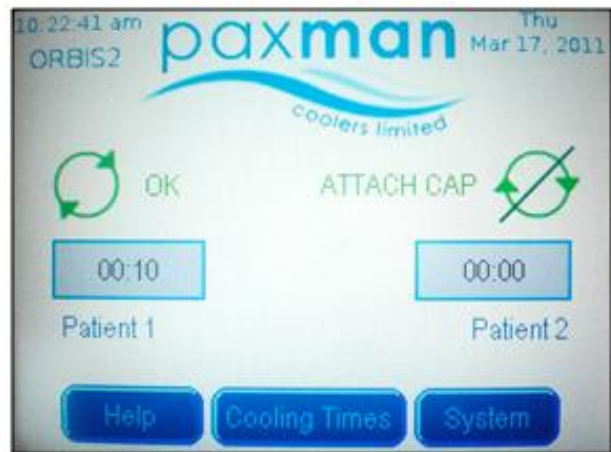 10:22:41 am
ORBIS2
paxman
coolers limited
Thu
Mar 17, 2011
OK
ATTACH CAP
00:10
00:00
Patient 1
Patient 2
Help
Cooling Times
System